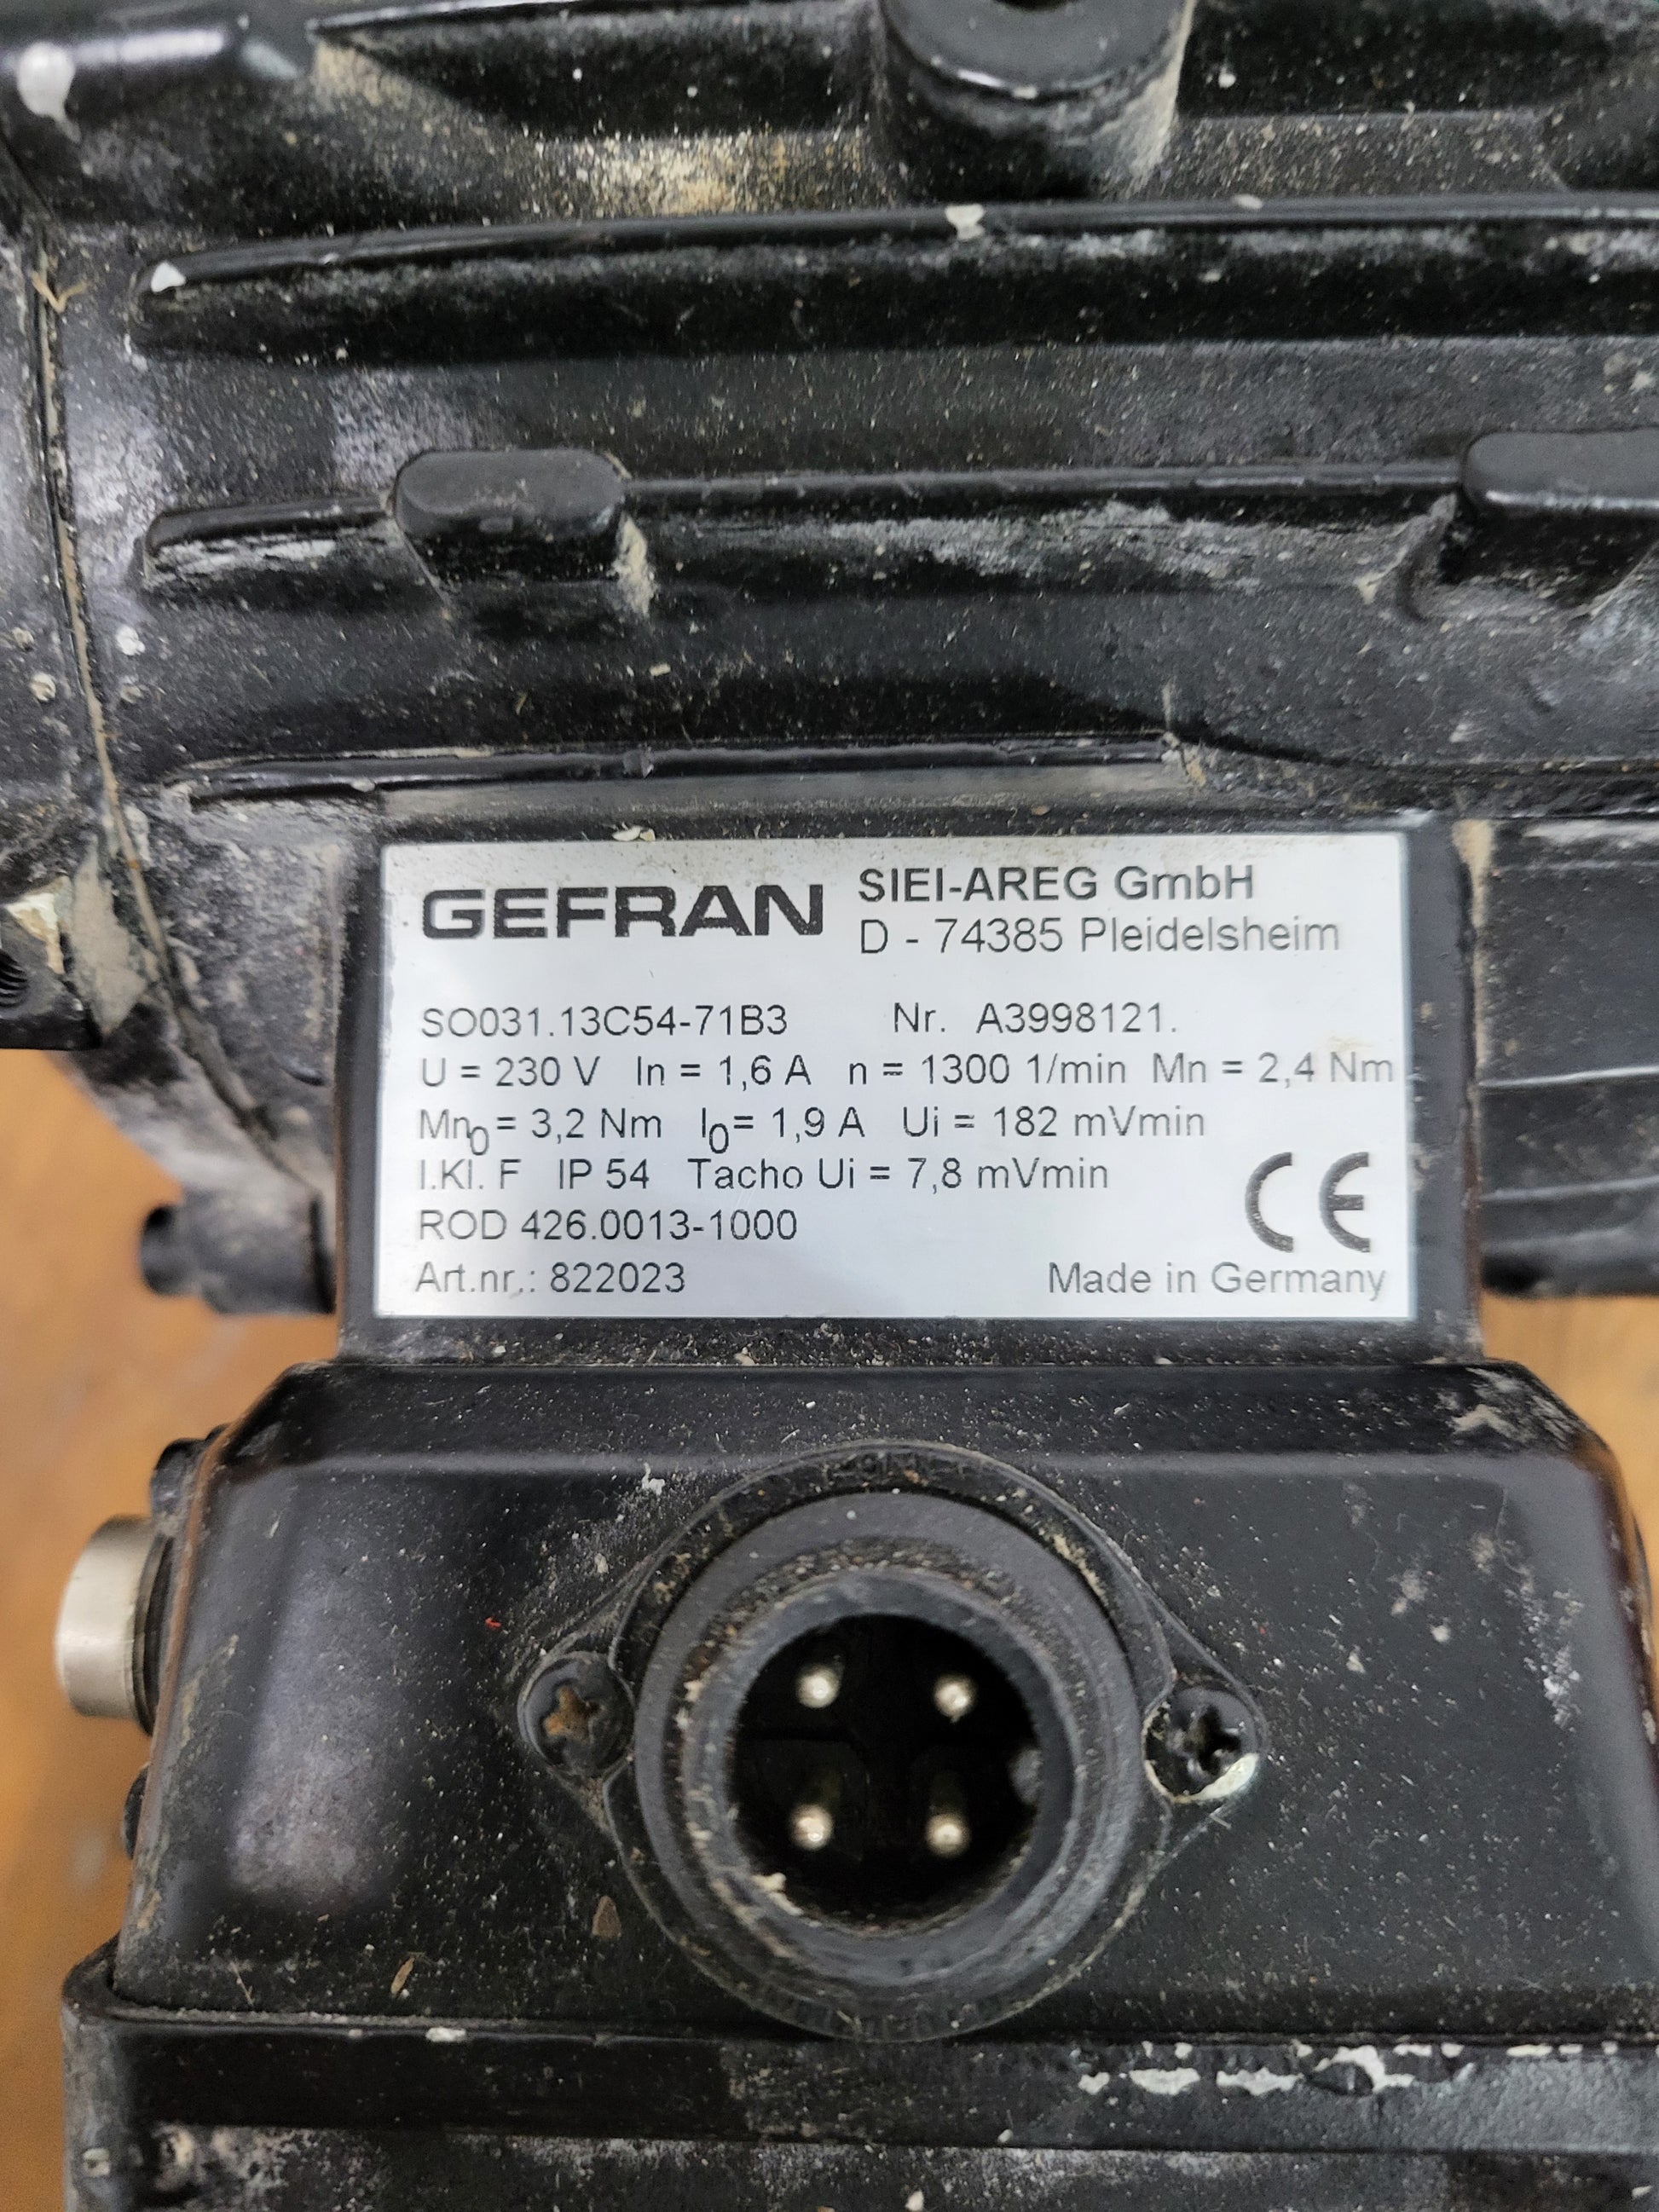 GEFRAN SIEI-AREG GmbH
D - 74385 Pleidelsheim
SO031.13C54-71B3 Nr. A3998121.
U = 230 V In = 1,6 A n = 1300 1/min Mn = 2,4 Nm
Mn0 = 3,2 Nm I0 = 1,9 A Ui = 182 mVmin
I.Kl. F IP 54 Tacho Ui = 7,8 mVmin
ROD 426.0013-1000 CE
Art.nr.: 822023 Made in Germany